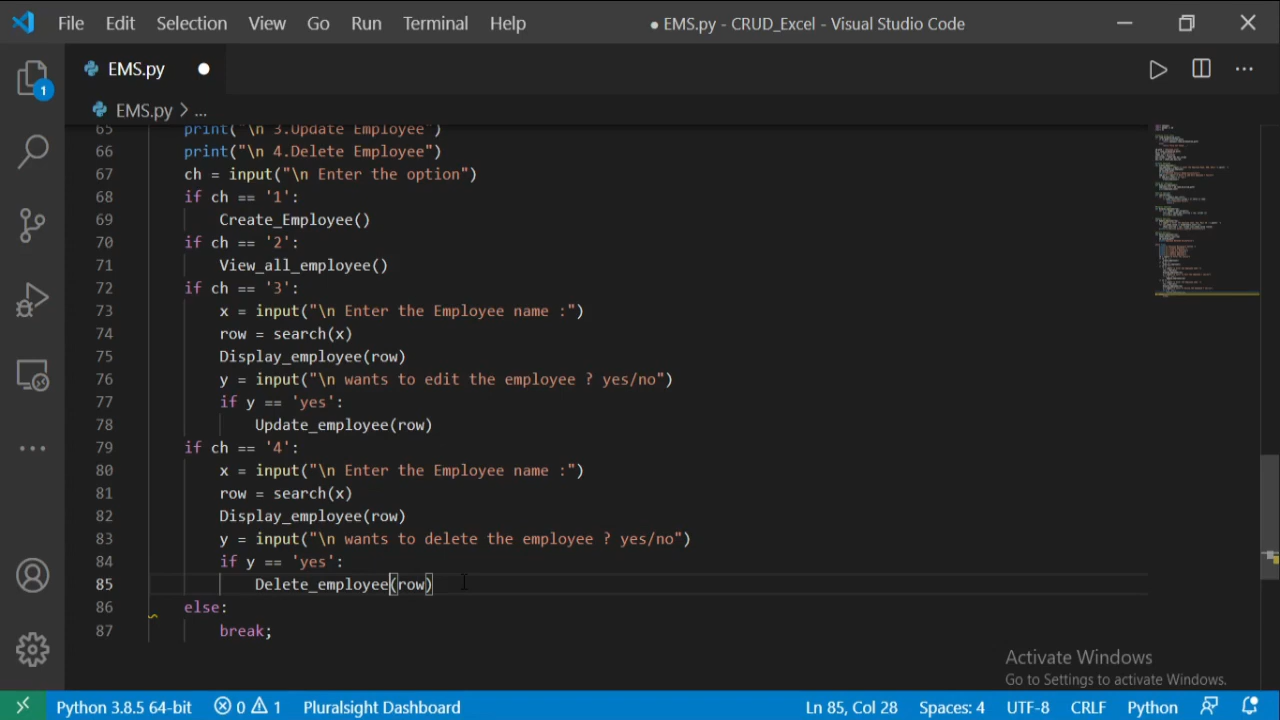 File Edit Selection View Go Run Terminal Help ● EMS.py - CRUD_Excel - Visual Studio Code
EMS.py
1
EMS.py > ...
65 print("\n 3.Update Employee")
66 print("\n 4.Delete Employee")
67 ch = input("\n Enter the option")
68 if ch == '1':
69 Create_Employee()
70 if ch == '2':
71 View_all_employee()
72 if ch == '3':
73 x = input("\n Enter the Employee name :")
74 row = search(x)
75 Display_employee(row)
76 y = input("\n wants to edit the employee ? yes/no")
77 if y == 'yes':
78 Update_employee(row)
79 if ch == '4':
80 x = input("\n Enter the Employee name :")
81 row = search(x)
82 Display_employee(row)
83 y = input("\n wants to delete the employee ? yes/no")
84 if y == 'yes':
85 Delete_employee(row)
86 else:
87 break;
Activate Windows
Go to Settings to activate Windows.
Python 3.8.5 64-bit 0 1 Pluralsight Dashboard Ln 85, Col 28 Spaces: 4 UTF-8 CRLF Python